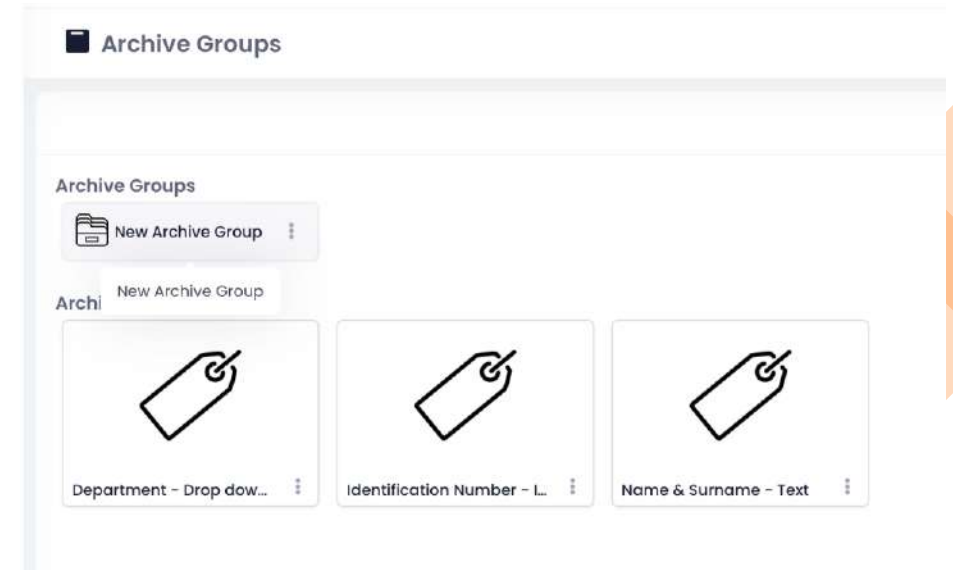 Archive Groups
Archive Groups
New Archive Group
New Archive Group
Archi
Department - Drop dow...
Identification Number - I...
Name & Surname - Text